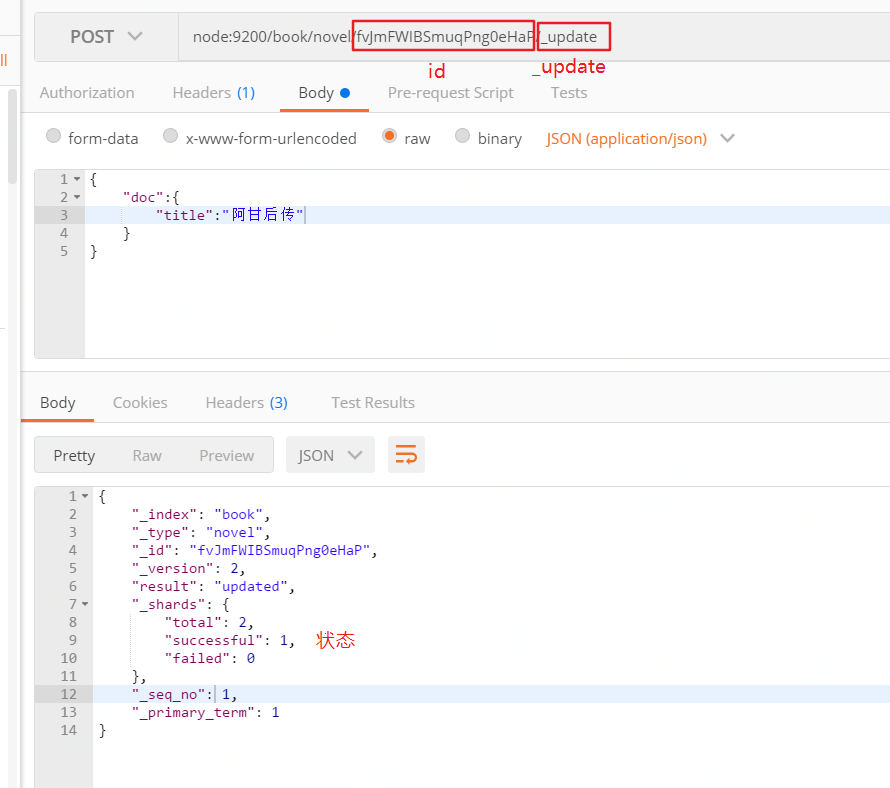 ll
POST node:9200/book/novel/fvJmFWIBSmuqPng0eHaP/_update
id _update
Authorization Headers (1) Body Pre-request Script Tests
form-data x-www-form-urlencoded raw binary JSON (application/json)
1 {
2 "doc":{
3 "title":"阿甘后传"
4 }
5 }
Body Cookies Headers (3) Test Results
Pretty Raw Preview JSON
1 {
2 "_index": "book",
3 "_type": "novel",
4 "_id": "fvJmFWIBSmuqPng0eHaP",
5 "_version": 2,
6 "result": "updated",
7 "_shards": {
8 "total": 2,
9 "successful": 1, 状态
10 "failed": 0
11 },
12 "_seq_no": 1,
13 "_primary_term": 1
14 }